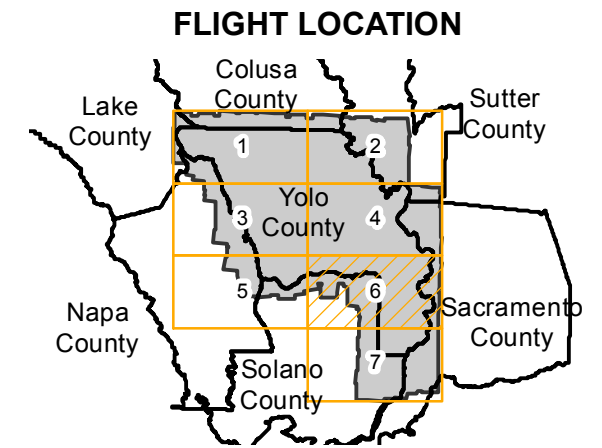 FLIGHT LOCATION
Colusa
County
Lake
County
Sutter
County
1
2
Yolo
County
3
4
5
6
Napa
County
Sacramento
County
7
Solano
County